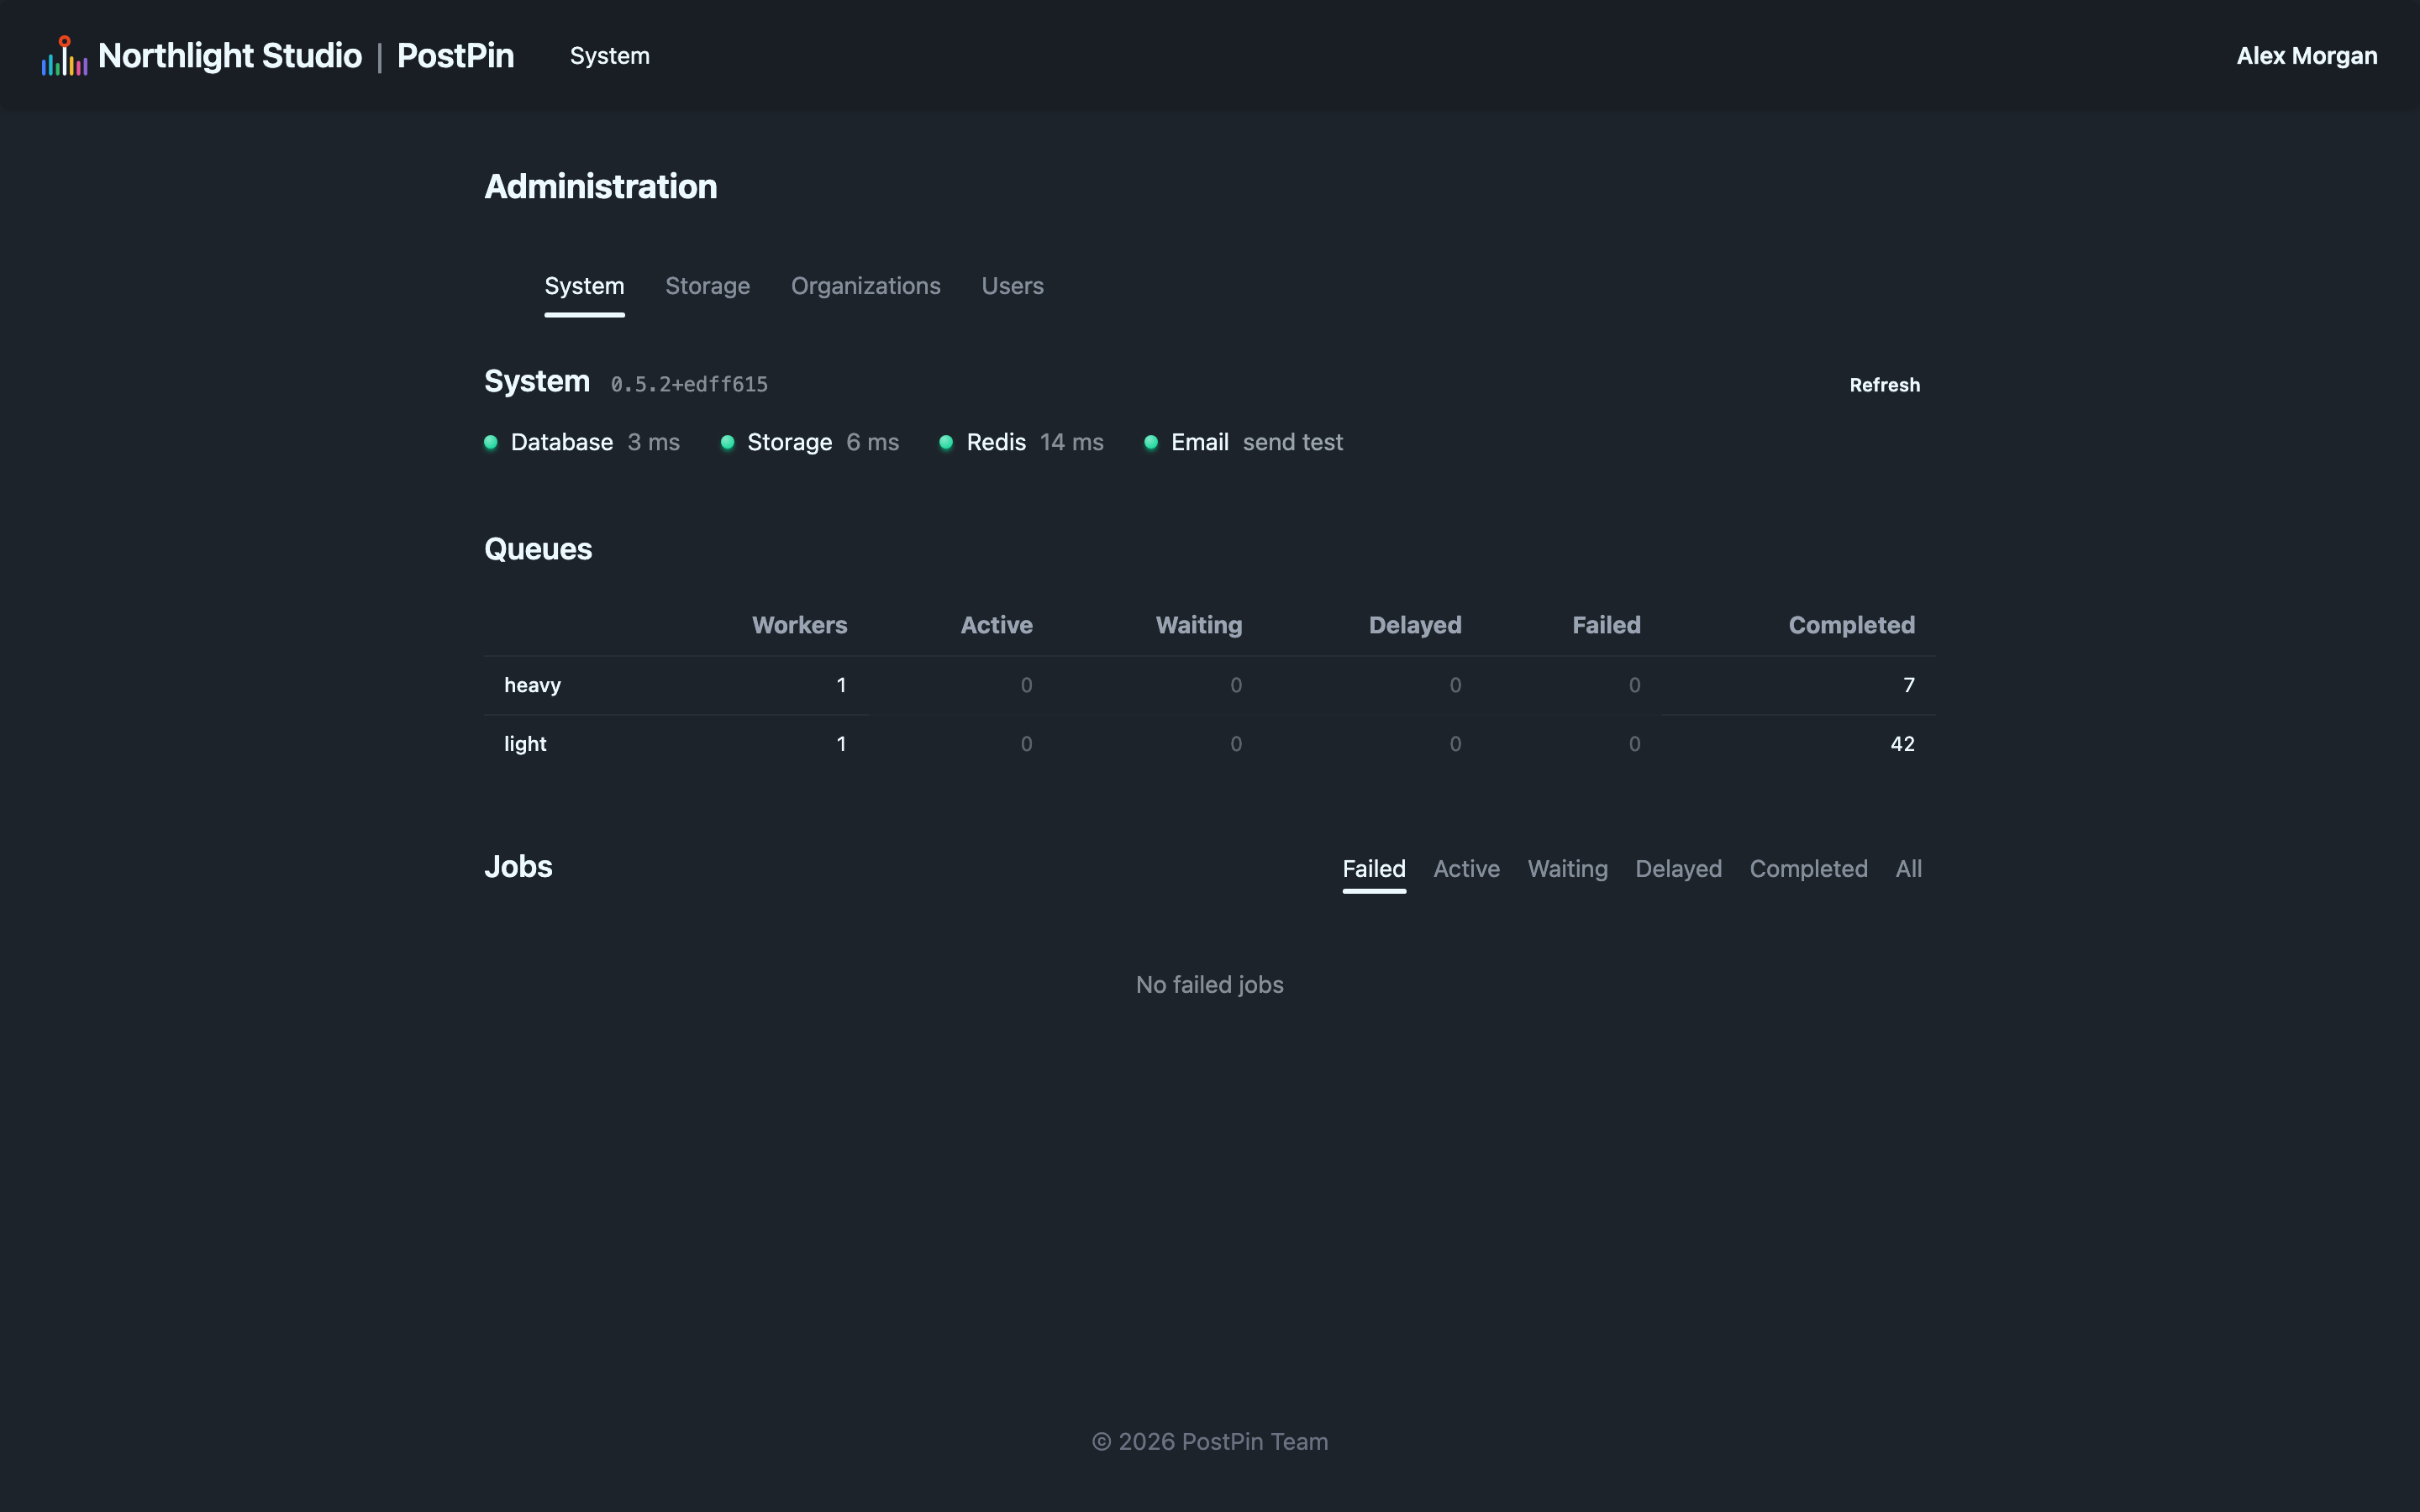 Northlight Studio | PostPin System Alex Morgan
Administration
System Storage Organizations Users
System 0.5.2+edff615 Refresh
Database 3 ms Storage 6 ms Redis 14 ms Email send test
Queues
Workers Active Waiting Delayed Failed Completed
heavy 1 0 0 0 0 7
light 1 0 0 0 0 42
Jobs Failed Active Waiting Delayed Completed All
No failed jobs
© 2026 PostPin Team